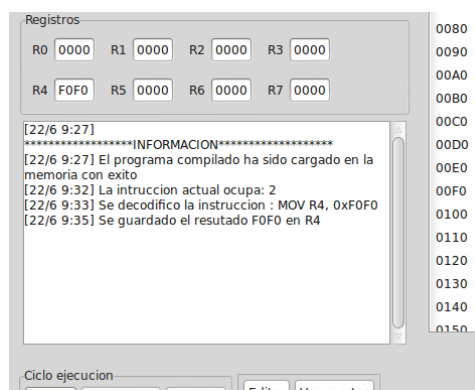 Registros
R0 0000 R1 0000 R2 0000 R3 0000
R4 F0F0 R5 0000 R6 0000 R7 0000
[22/6 9:27]
******************INFORMACION*******************
[22/6 9:27] El programa compilado ha sido cargado en la
memoria con exito
[22/6 9:32] La intruccion actual ocupa: 2
[22/6 9:33] Se decodifico la instruccion : MOV R4, 0xF0F0
[22/6 9:35] Se guardado el resutado F0F0 en R4
Ciclo ejecucion
0080
0090
00A0
00B0
00C0
00D0
00E0
00F0
0100
0110
0120
0130
0140
0150